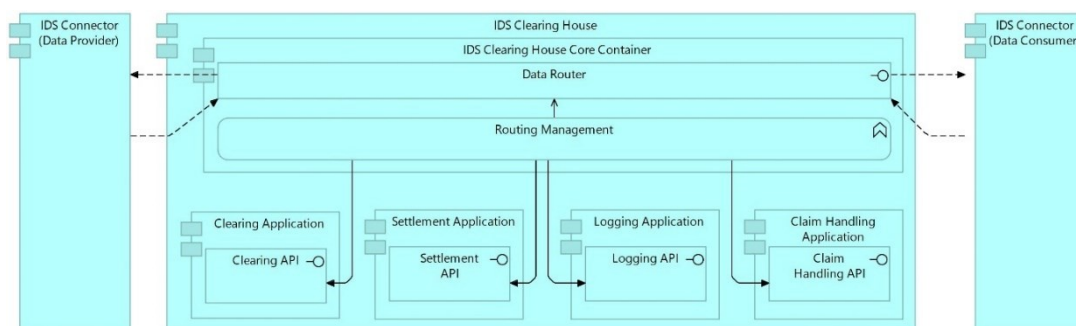 IDS Connector
(Data Provider)
IDS Clearing House
IDS Connector
(Data Consumer)
IDS Clearing House Core Container
Data Router
Routing Management
Clearing Application
Settlement Application
Logging Application
Claim Handling
Application
Clearing API
Settlement
API
Logging API
Claim
Handling API